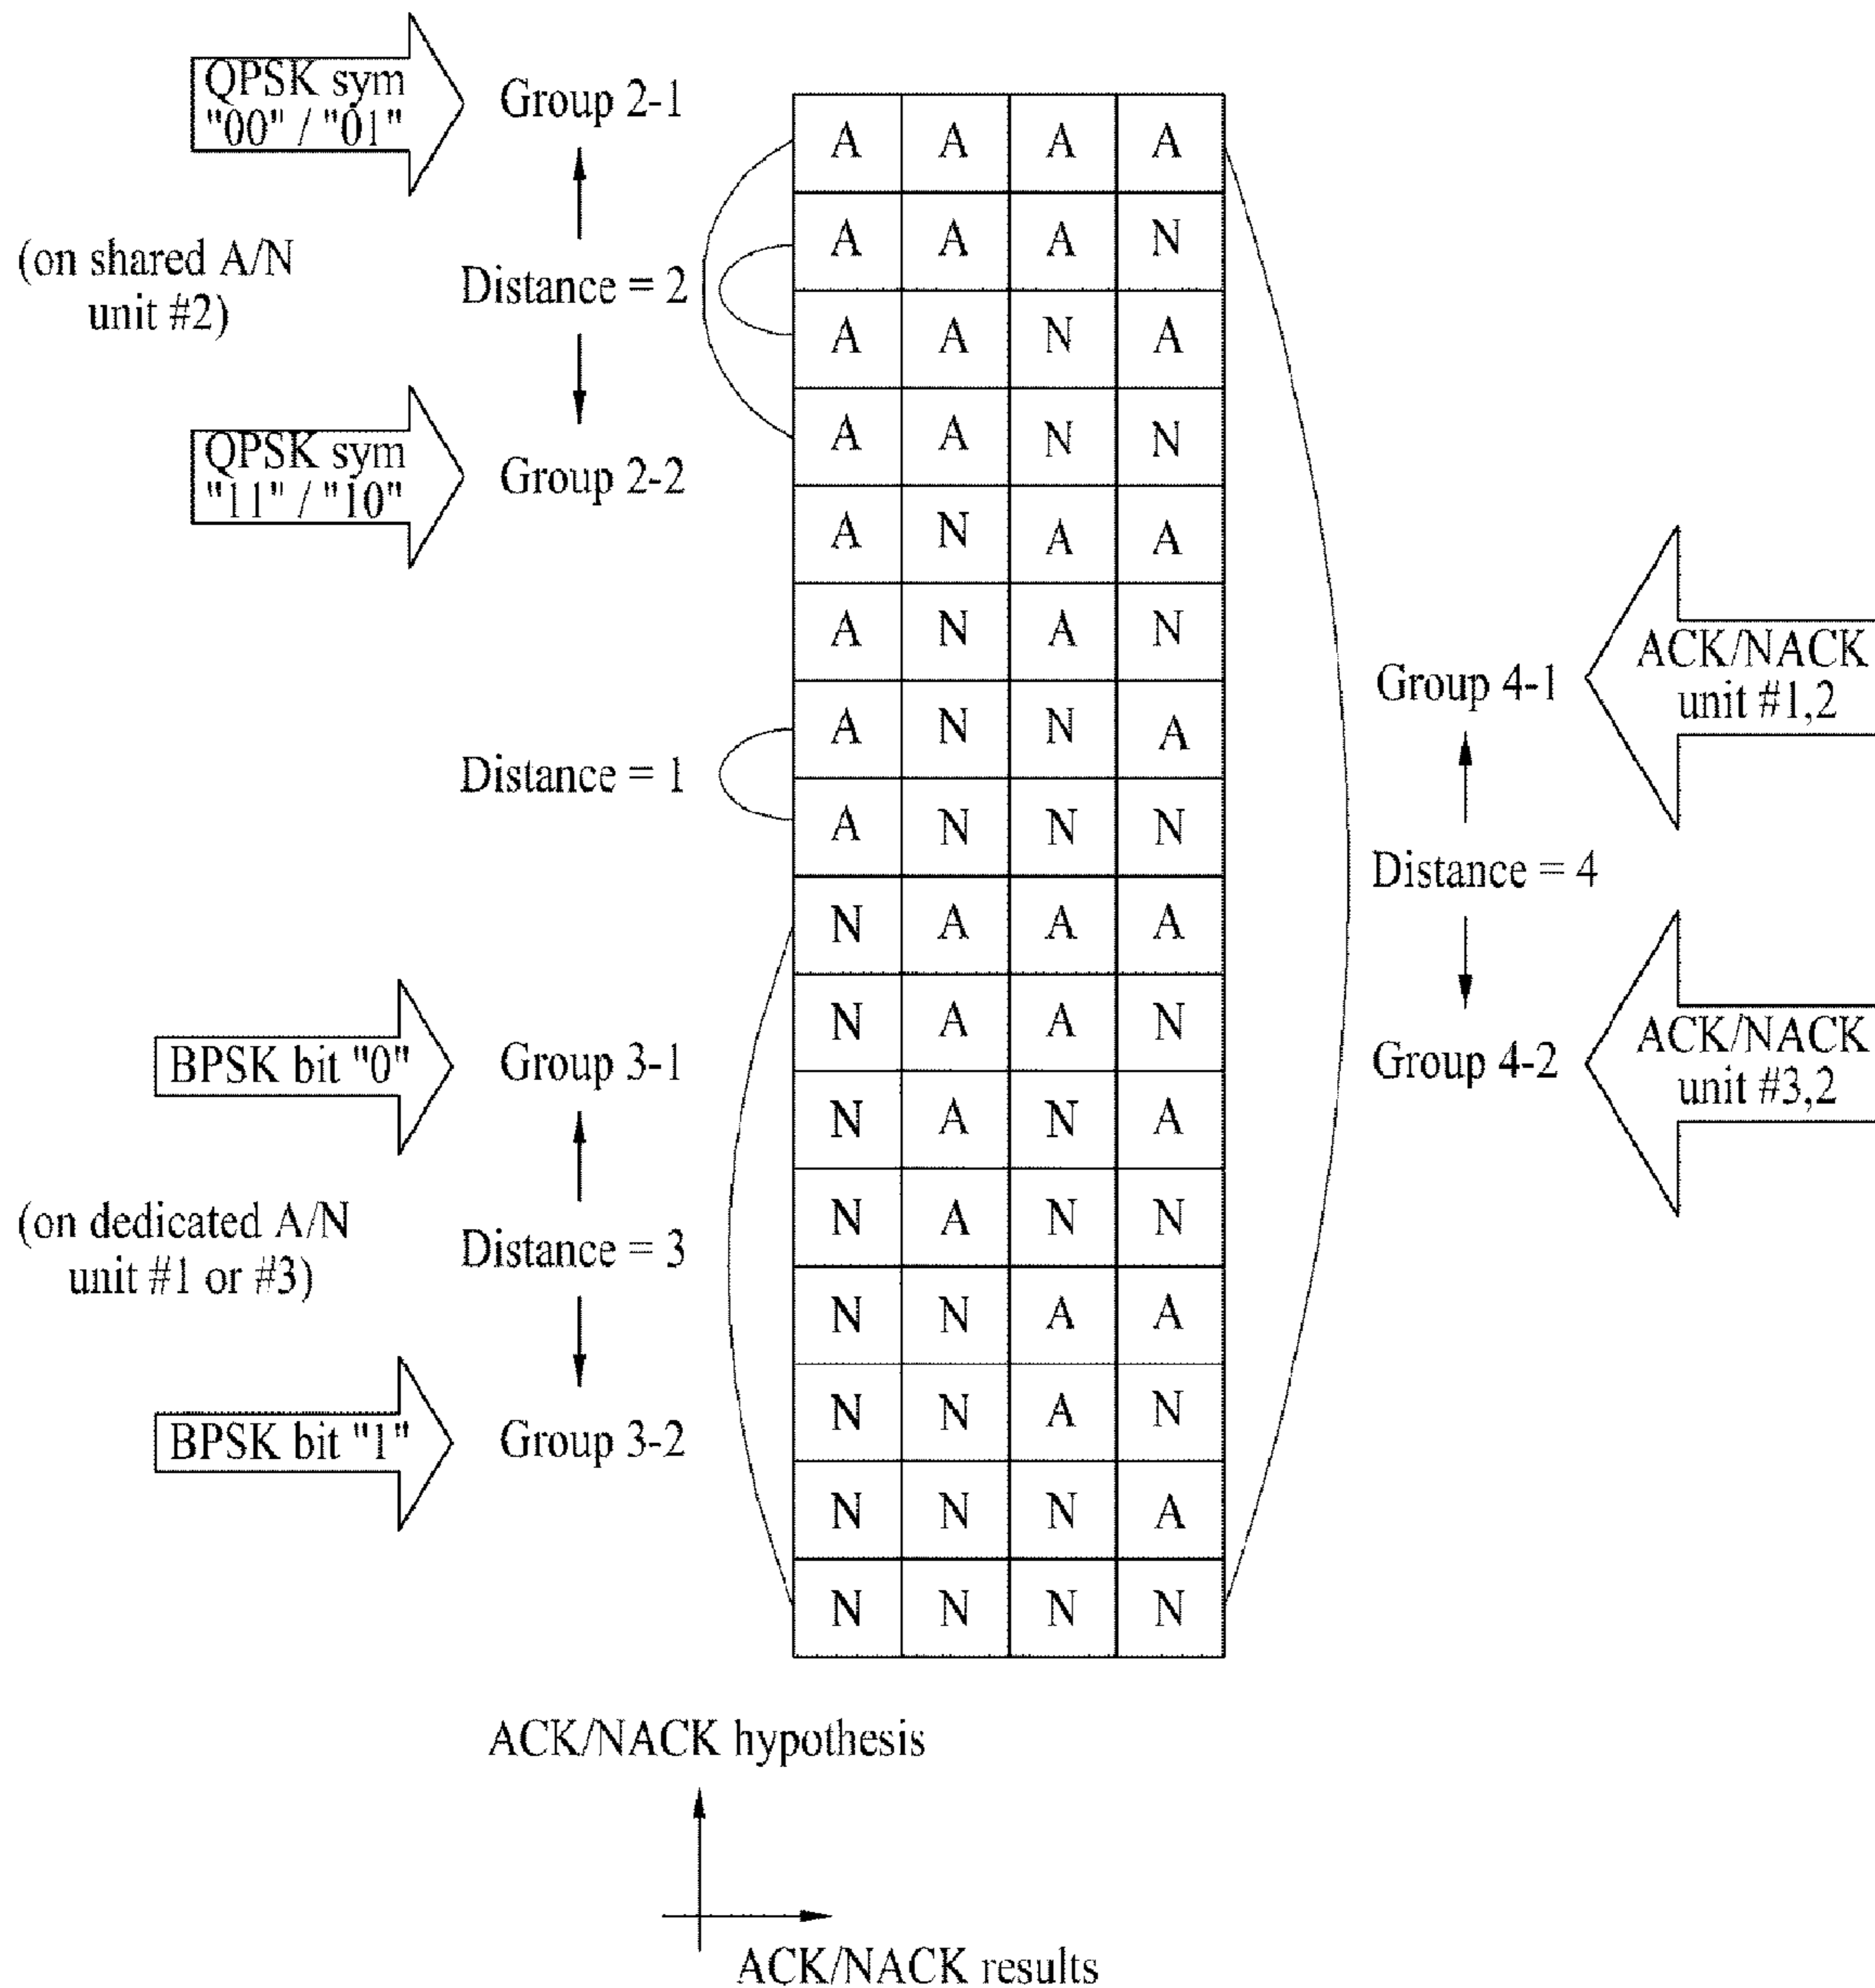 QPSK sym
"00" / "01"
Group 2-1
(on shared A/N
unit #2)
Distance = 2
QPSK sym
"11" / "10"
Group 2-2
Distance = 1
BPSK bit "0"
Group 3-1
(on dedicated A/N
unit #1 or #3)
Distance = 3
BPSK bit "1"
Group 3-2
A A A A
A A A N
A A N A
A A N N
A N A A
A N A N
A N N A
A N N N
N A A A
N A A N
N A N A
N A N N
N N A A
N N A N
N N N A
N N N N
Group 4-1
ACK/NACK
unit #1,2
Distance = 4
Group 4-2
ACK/NACK
unit #3,2
ACK/NACK hypothesis
ACK/NACK results